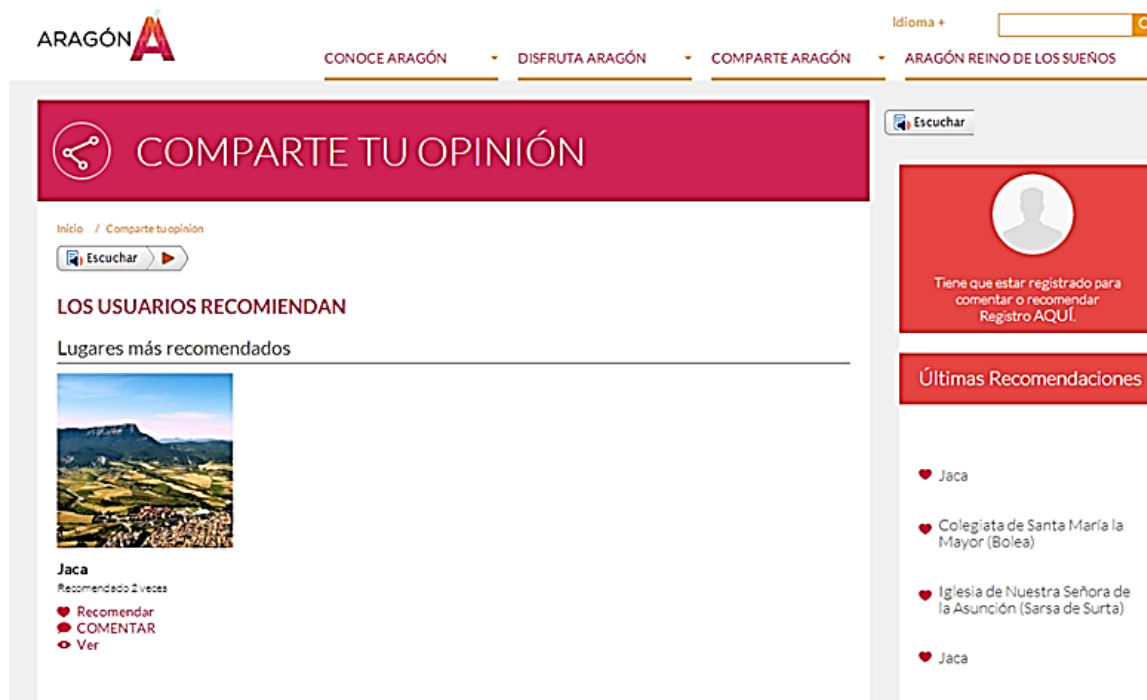 ARAGÓN
Idioma +
CONOCE ARAGÓN
DISFRUTA ARAGÓN
COMPARTE ARAGÓN
ARAGÓN REINO DE LOS SUEÑOS
COMPARTE TU OPINIÓN
Inicio / Comparte tu opinión
Escuchar
LOS USUARIOS RECOMIENDAN
Lugares más recomendados
Jaca
Recomendado 2 veces
Recomendar
COMENTAR
Ver
Escuchar
Tiene que estar registrado para
comentar o recomendar
Registro AQUÍ.
Últimas Recomendaciones
Jaca
Colegiata de Santa María la
Mayor (Bolea)
Iglesia de Nuestra Señora de
la Asunción (Sarsa de Surta)
Jaca